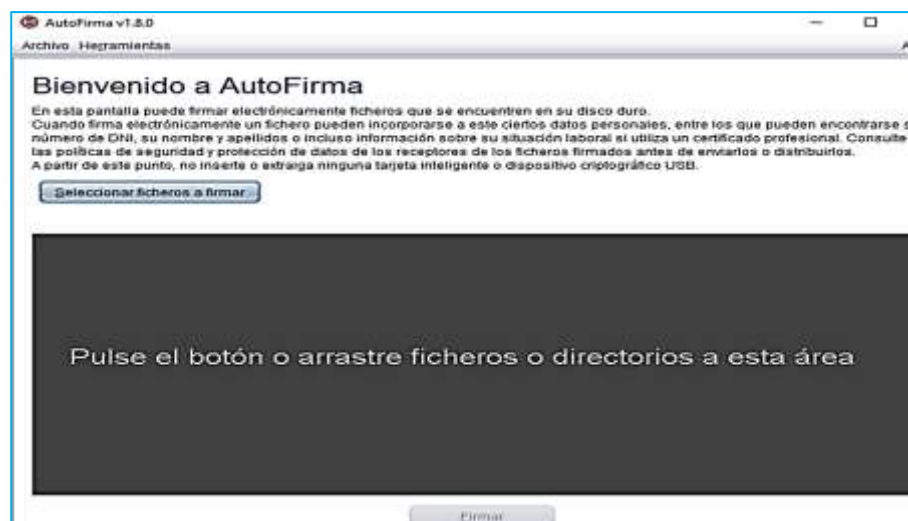 AutoFirma v1.8.0
Archivo Herramientas A
Bienvenido a AutoFirma
En esta pantalla puede firmar electrónicamente ficheros que se encuentren en su disco duro.
Cuando firma electrónicamente un fichero pueden incorporarse a este ciertos datos personales, entre los que pueden encontrarse s
número de DNI, su nombre y apellidos o incluso información sobre su situación laboral si utiliza un certificado profesional. Consulte
las políticas de seguridad y protección de datos de los receptores de los ficheros firmados antes de enviarlos o distribuirlos.
A partir de este punto, no inserte o extraiga ninguna tarjeta inteligente o dispositivo criptográfico USB.
Seleccionar ficheros a firmar
Pulse el botón o arrastre ficheros o directorios a esta área
Firmar